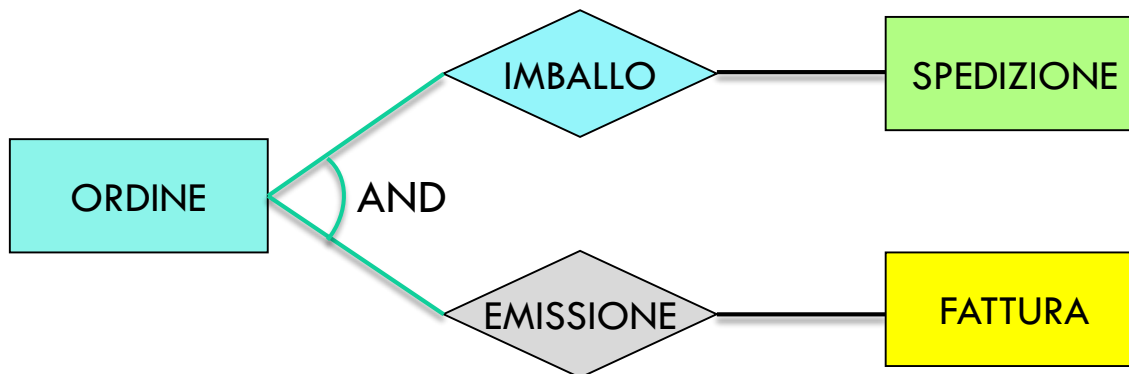 IMBALLO
SPEDIZIONE
ORDINE
AND
EMISSIONE
FATTURA